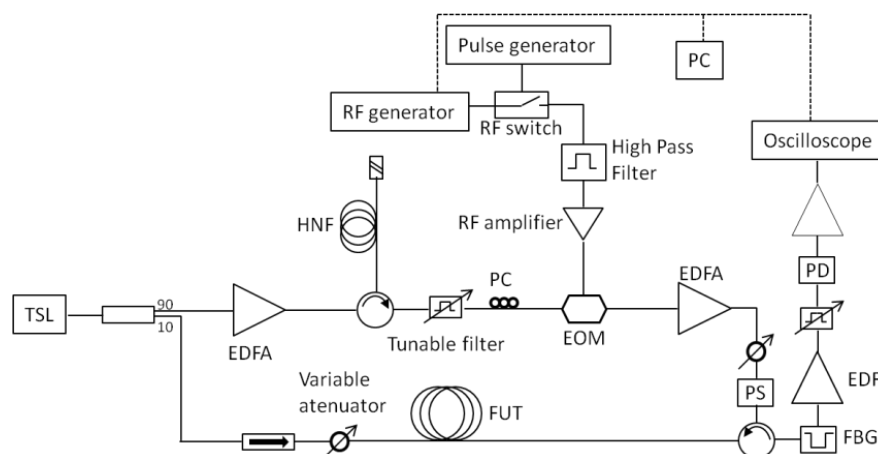 Pulse generator
PC
RF generator
RF switch
Oscilloscope
High Pass
Filter
HNF
RF amplifier
PD
TSL
90
10
EDFA
Tunable filter
PC
EOM
EDFA
Variable
atenuator
FUT
PS
EDF
FBG